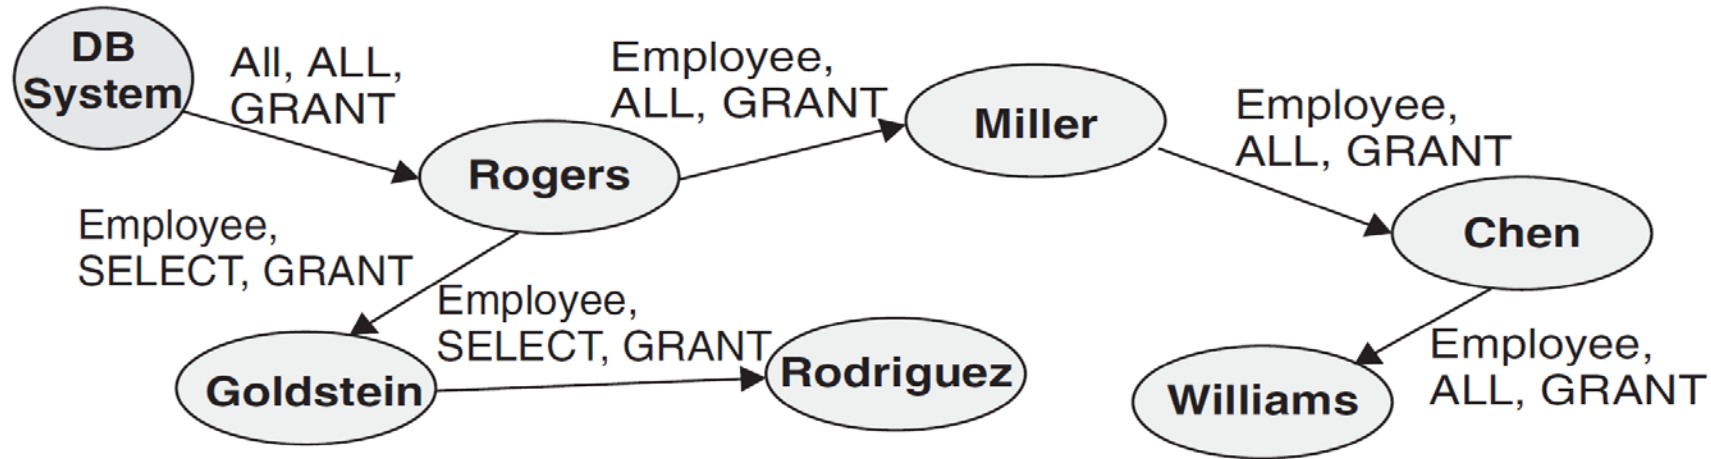 DB
System
All, ALL,
GRANT
Employee,
ALL, GRANT
Miller
Employee,
ALL, GRANT
Rogers
Chen
Employee,
SELECT, GRANT
Employee,
SELECT, GRANT
Goldstein
Rodriguez
Williams
Employee,
ALL, GRANT